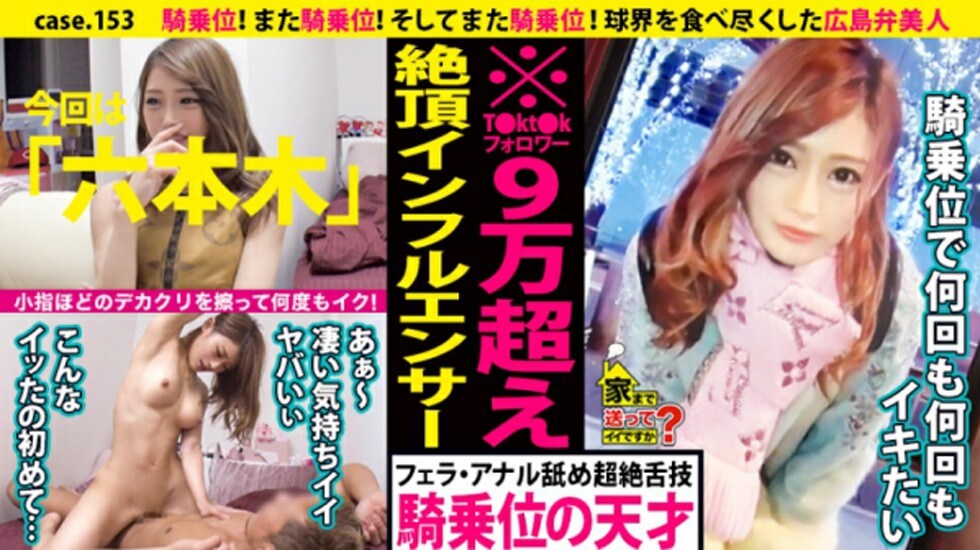 case.153 騎乗位！また騎乗位！そしてまた騎乗位！球界を食べ尽くした広島弁美人
今回は
「六本木」
※T●kt●k
フォロワー
9万超え
絶頂インフルエンサー
騎乗位で何回も何回も
イキたい
小指ほどのデカクリを擦って何度もイク！
あぁ～
凄い気持ちイイ
ヤバいぃ
こんな
イッたの初めて…
家まで
送って
イイですか？
フェラ・アナル舐め超絶舌技
騎乗位の天才